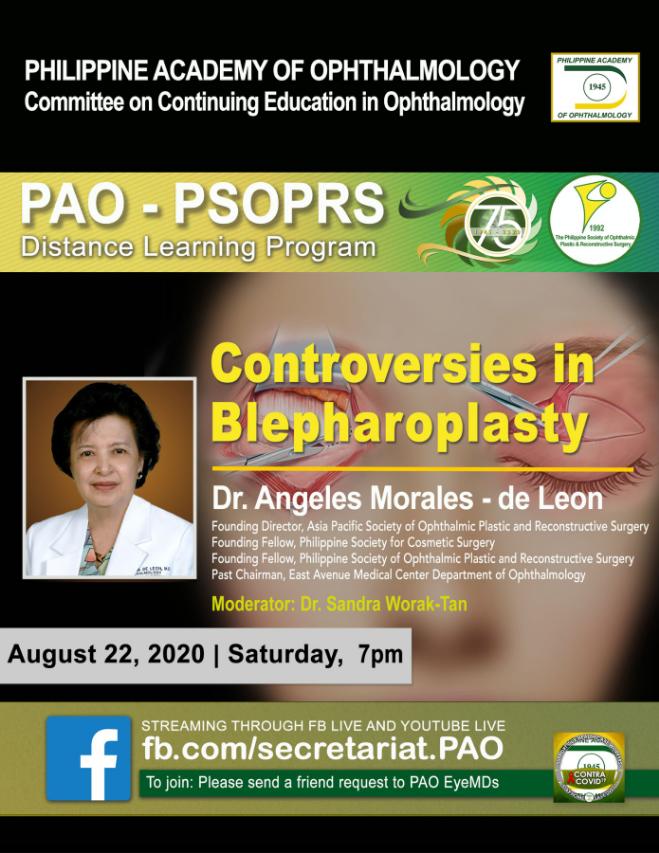 PHILIPPINE ACADEMY OF OPHTHALMOLOGY
Committee on Continuing Education in Ophthalmology
PHILIPPINE ACADEMY
1945
OF OPHTHALMOLOGY
PAO - PSOPRS
Distance Learning Program
75
1992
The Philippine Society of Ophthalmic
Plastic & Reconstructive Surgery
Controversies in
Blepharoplasty
Dr. Angeles Morales - de Leon
Founding Director, Asia Pacific Society of Ophthalmic Plastic and Reconstructive Surgery
Founding Fellow, Philippine Society for Cosmetic Surgery
Founding Fellow, Philippine Society of Ophthalmic Plastic and Reconstructive Surgery
Past Chairman, East Avenue Medical Center Department of Ophthalmology
Moderator: Dr. Sandra Worak-Tan
August 22, 2020 | Saturday, 7pm
STREAMING THROUGH FB LIVE AND YOUTUBE LIVE
f
fb.com/secretariat.PAO
To join: Please send a friend request to PAO EyeMDs
1945
CONTRA
COVID